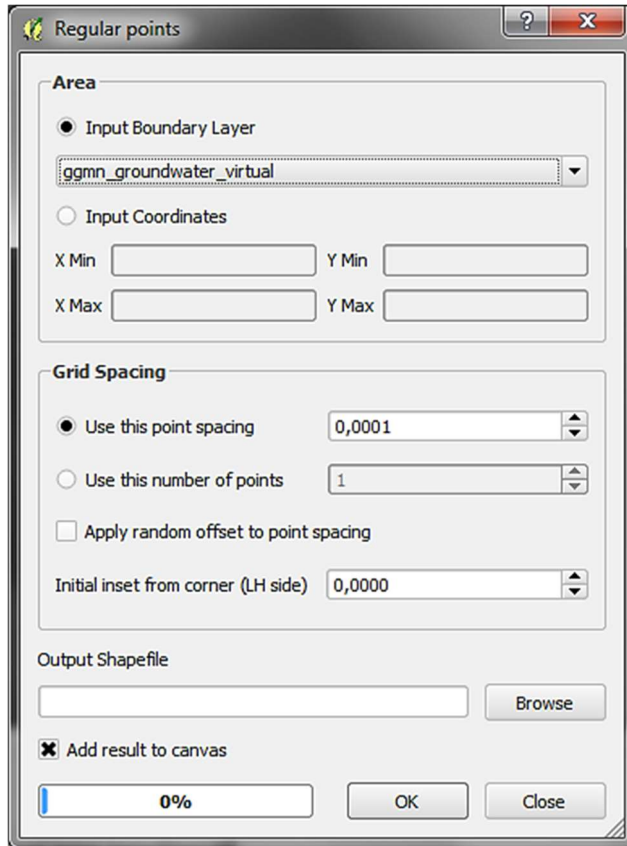 Regular points
Area
Input Boundary Layer
ggmn_groundwater_virtual
Input Coordinates
X Min Y Min
X Max Y Max
Grid Spacing
Use this point spacing 0,0001
Use this number of points 1
Apply random offset to point spacing
Initial inset from corner (LH side) 0,0000
Output Shapefile
Browse
Add result to canvas
0% OK Close